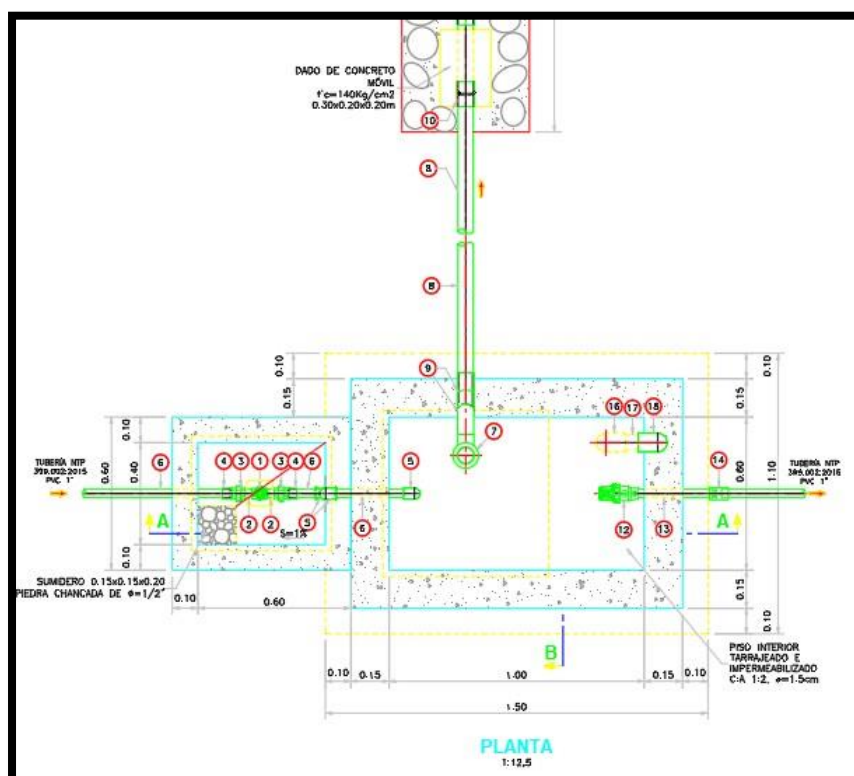 DADO DE CONCRETO
MÓVIL
f'c=140Kg/cm2
0.30x0.20x0.20m
10
8
8
9
7
0.10
0.15
0.10
0.15
0.10
0.40
0.60
0.10
0.60
1.10
0.15
0.10
16
17
18
TUBERÍA NTP
399.002:2015
PVC 1"
6
4
3
1
3
4
6
5
2
2
5
6
S=1%
12
13
14
TUBERÍA NTP
399.002:2015
PVC 1"
A
A
SUMIDERO 0.15x0.15x0.20
PIEDRA CHANCADA DE Ø=1/2"
0.10
0.60
B
0.10
0.15
1.00
0.15
0.10
1.50
PISO INTERIOR
TARRAJEADO E
IMPERMEABILIZADO
C:A 1:2, e=1.5cm
PLANTA
1:12.5